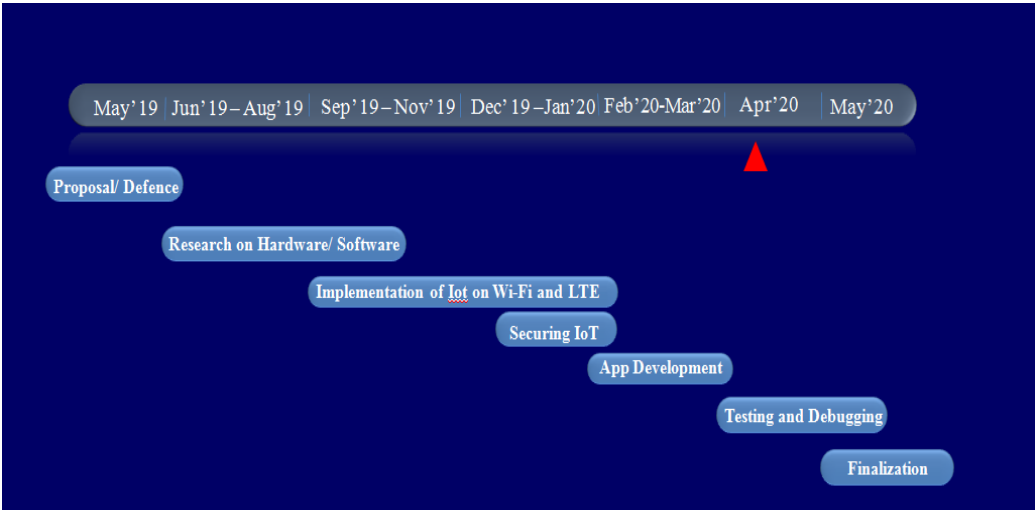 May’19 Jun’19–Aug’19 Sep’19–Nov’19 Dec’19–Jan’20 Feb’20-Mar’20 Apr’20 May’20
Proposal/ Defence
Research on Hardware/ Software
Implementation of Iot on Wi-Fi and LTE
Securing IoT
App Development
Testing and Debugging
Finalization